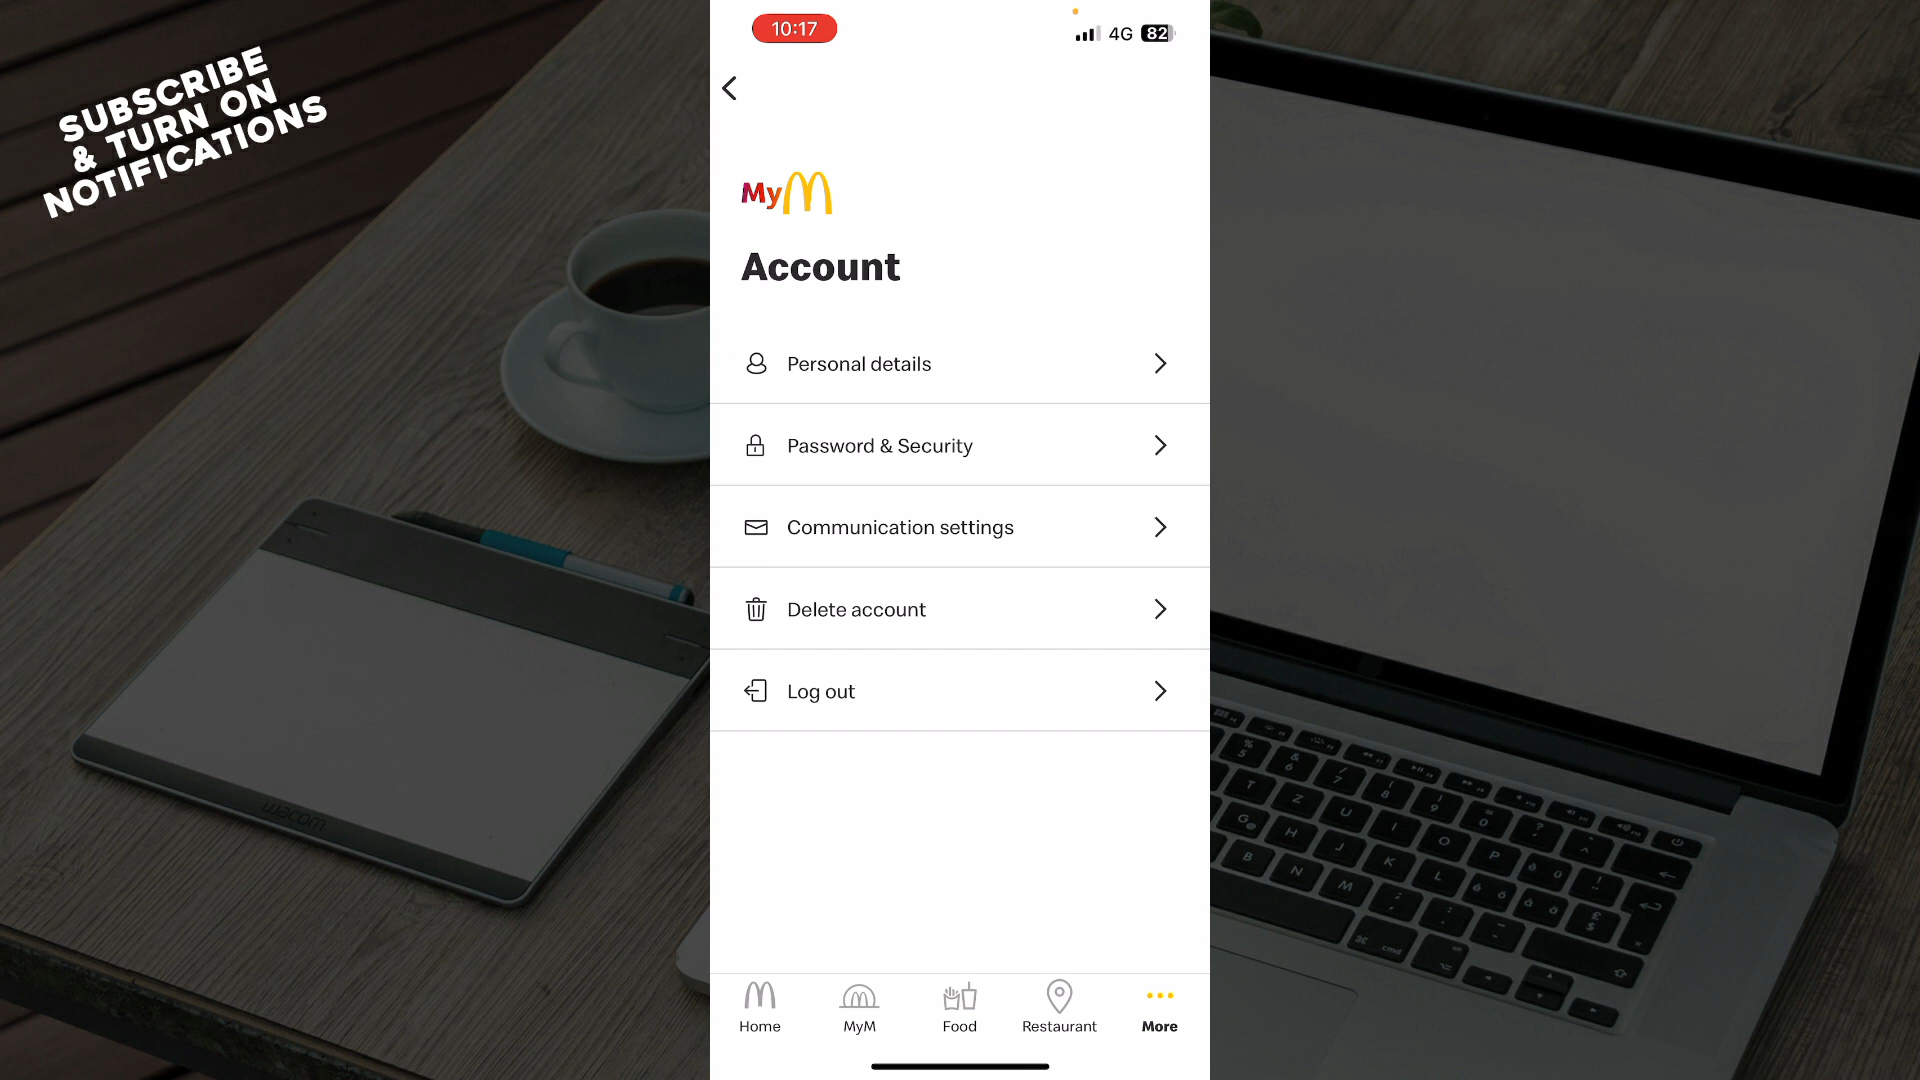 SUBSCRIBE
& TURN ON
NOTIFICATIONS
10:17
4G 82
My
Account
Personal details
Password & Security
Communication settings
Delete account
Log out
Home
MyM
Food
Restaurant
More
wacom